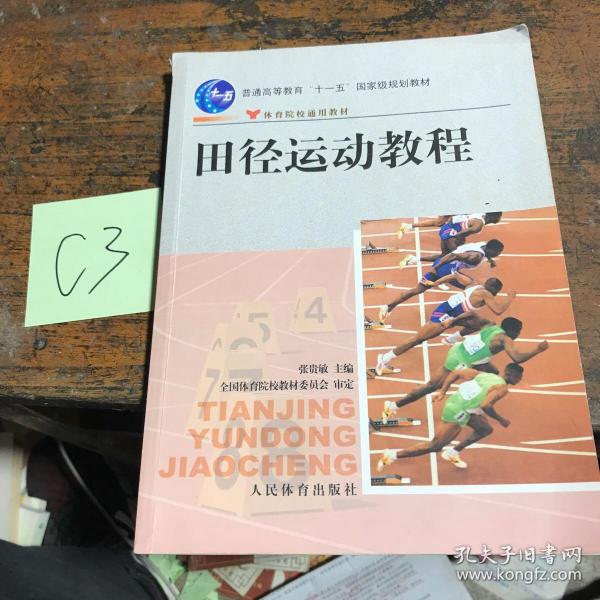 十一五
普通高等教育“十一五”国家级规划教材
体育院校通用教材
田径运动教程
C3
4
5
张贵敏 主编
全国体育院校教材委员会 审定
TIANJING
YUNDONG
JIAOCHENG
人民体育出版社
孔夫子旧书网
www.kongfz.com